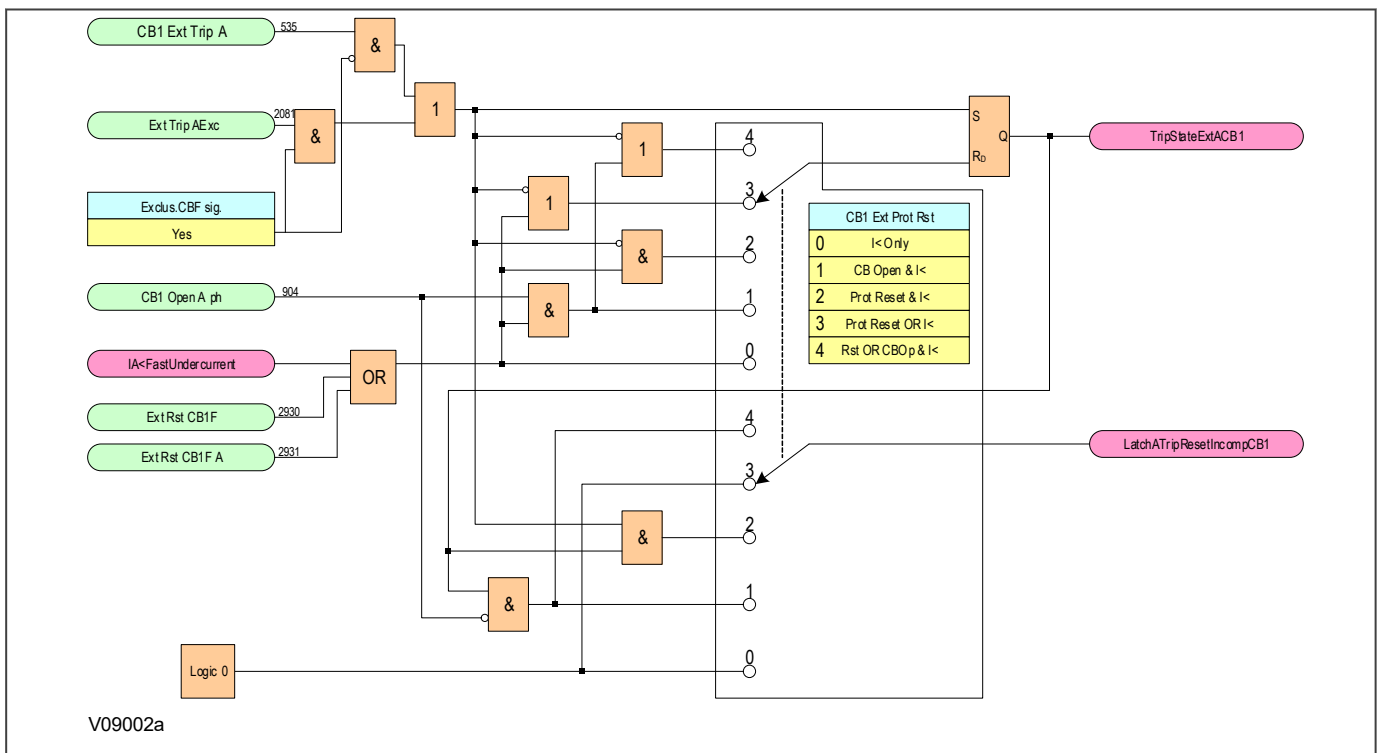 CB1 Ext Trip A
535
&
Ext Trip AExc
2081
&
1
S
Q
RD
TripStateExtACB1
Exclus.CBF sig.
Yes
1
4
1
3
CB1 Ext Prot Rst
0 I< Only
1 CB Open & I<
2 Prot Reset & I<
3 Prot Reset OR I<
4 Rst OR CBOp & I<
&
2
CB1 Open A ph
904
&
1
IA<FastUndercurrent
OR
0
Ext Rst CB1F
2930
Ext Rst CB1F A
2931
4
LatchATripResetIncompCB1
3
&
2
&
1
Logic 0
0
V09002a